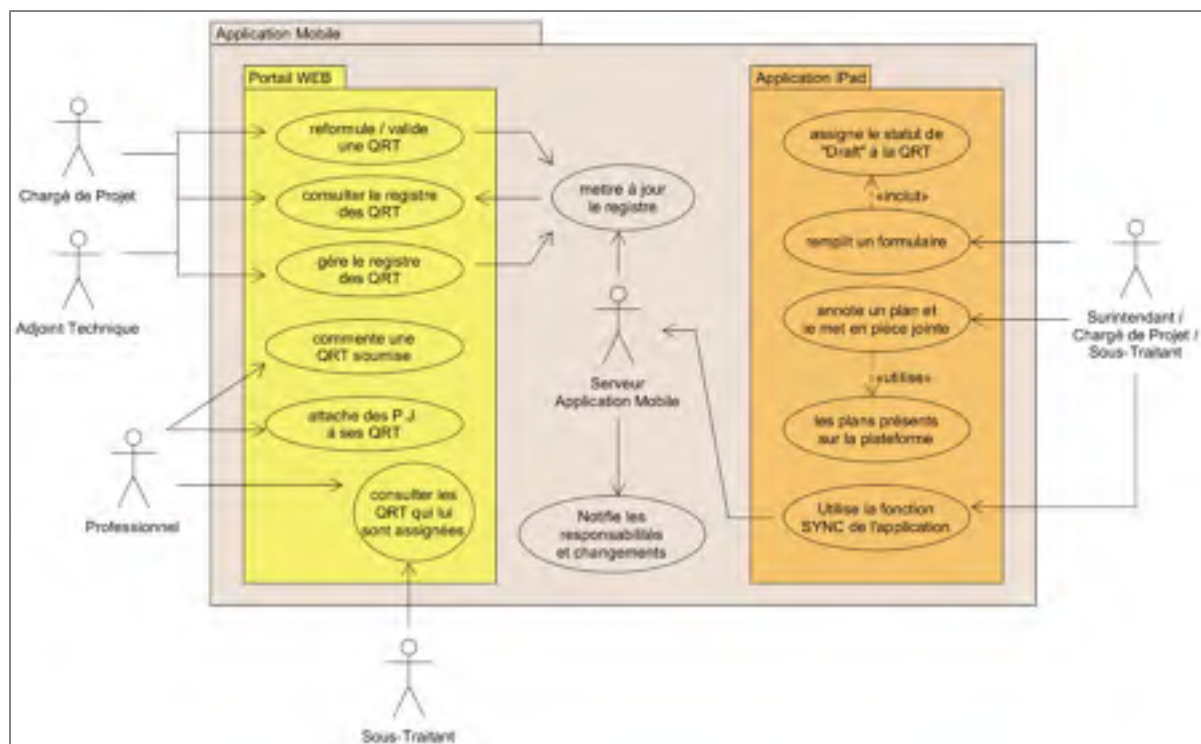 Application Mobile
Portail WEB
reformule / valide
une QRT
consulter le registre
des QRT
gère le registre
des QRT
commente une
QRT soumise
attache des P.J.
à ses QRT
consulter les
QRT qui lui
sont assignées
Chargé de Projet
Adjoint Technique
Professionnel
Sous-Traitant
mettre à jour
le registre
Serveur
Application Mobile
Notifie les
responsabilités
et changements
Application iPad
assigne le statut de
"Draft" à la QRT
«inclut»
remplit un formulaire
annote un plan et
le met en pièce jointe
«utilise»
les plans présents
sur la plateforme
Utilise la fonction
SYNC de l'application
Surintendant /
Chargé de Projet /
Sous-Traitant